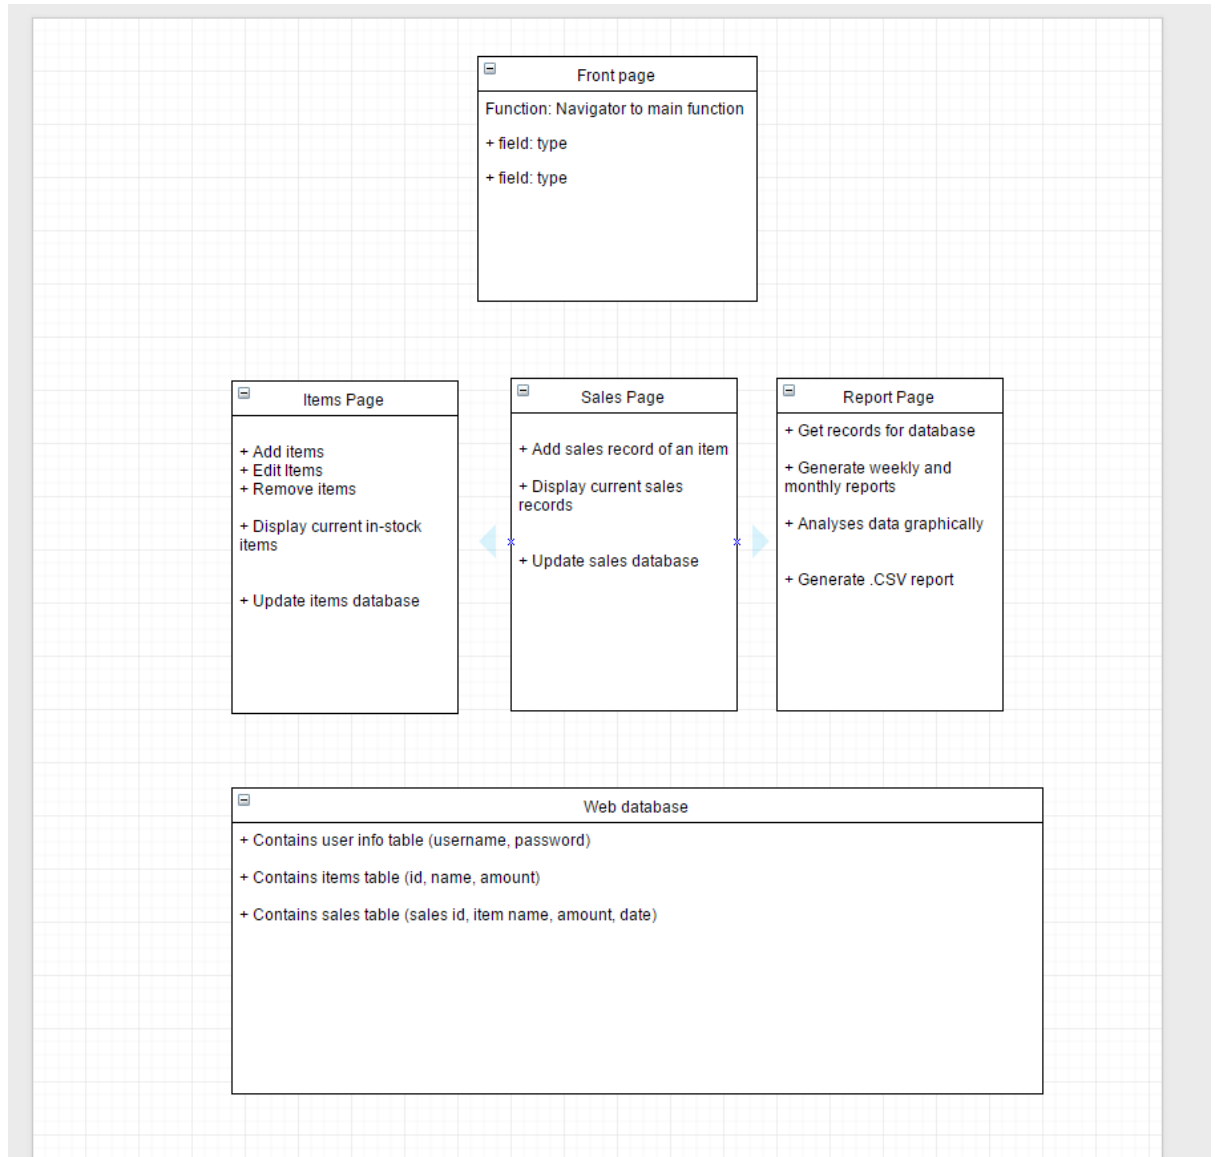 Front page
Function: Navigator to main function
+ field: type
+ field: type
Items Page
+ Add items
+ Edit Items
+ Remove items
+ Display current in-stock
items
+ Update items database
Sales Page
+ Add sales record of an item
+ Display current sales
records
+ Update sales database
Report Page
+ Get records for database
+ Generate weekly and
monthly reports
+ Analyses data graphically
+ Generate .CSV report
Web database
+ Contains user info table (username, password)
+ Contains items table (id, name, amount)
+ Contains sales table (sales id, item name, amount, date)